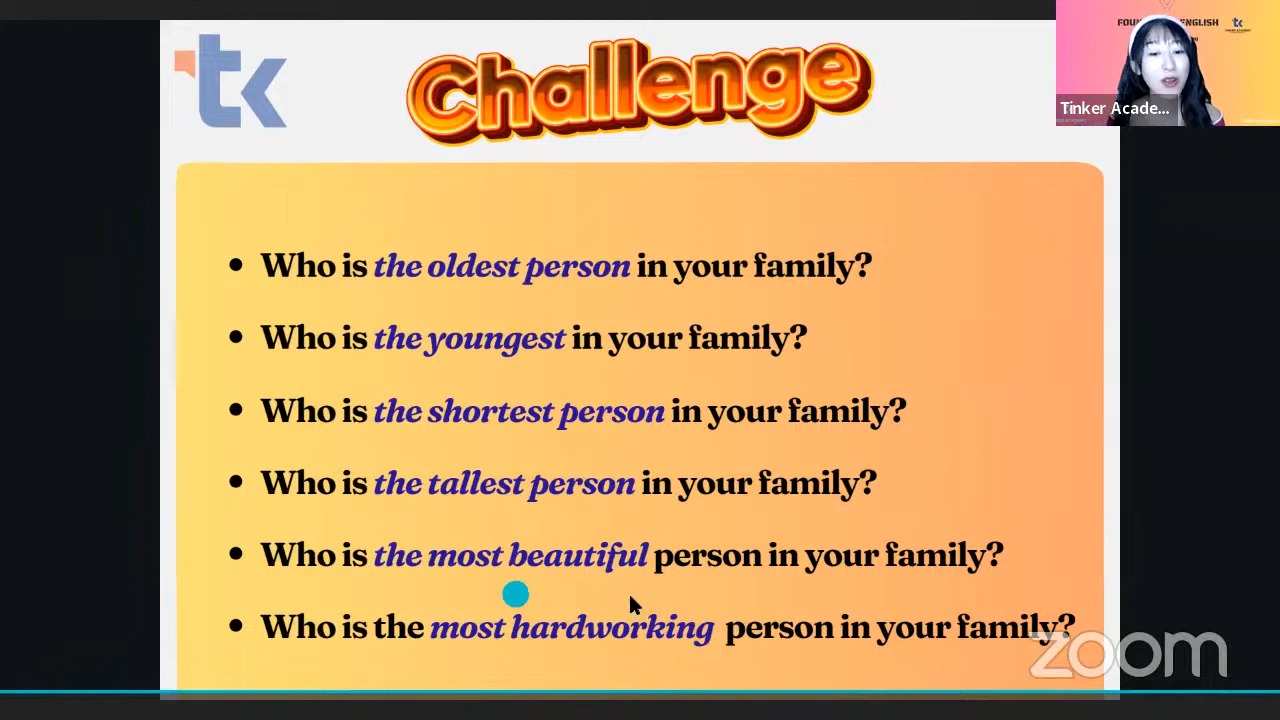 tk
Challenge
ENGLISH
tk
Tinker Acade...
• Who is the oldest person in your family?
• Who is the youngest in your family?
• Who is the shortest person in your family?
• Who is the tallest person in your family?
• Who is the most beautiful person in your family?
• Who is the most hardworking person in your family?
zoom